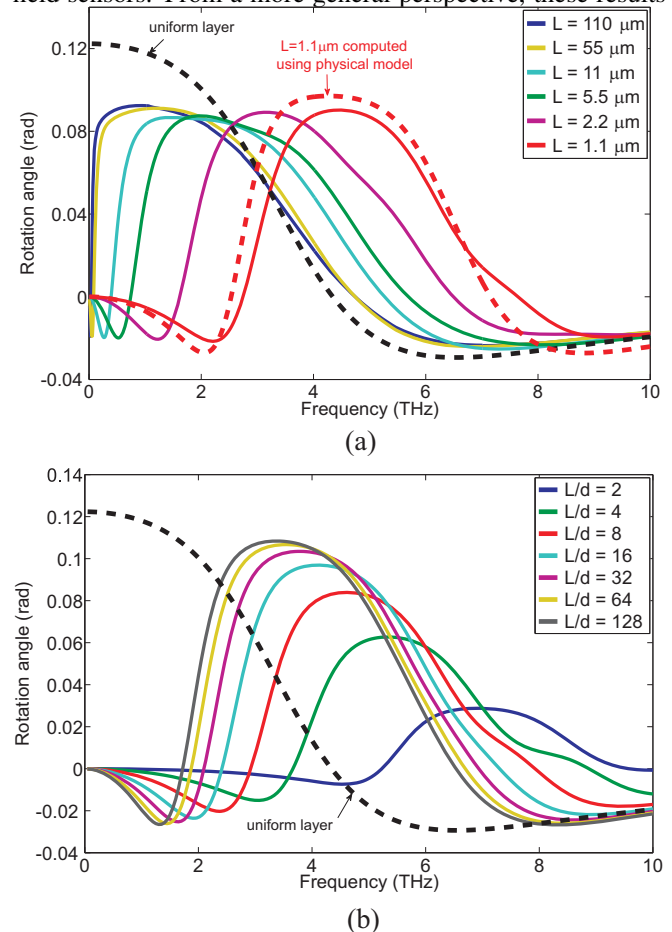 field sensors. From a more general perspective, these results
0.12
0.08
0.04
0
-0.04
Rotation angle (rad)
uniform layer
L=1.1μm computed
using physical model
L = 110 μm
L = 55 μm
L = 11 μm
L = 5.5 μm
L = 2.2 μm
L = 1.1 μm
0 2 4 6 8 10
Frequency (THz)
(a)
0.14
0.12
0.1
0.08
0.06
0.04
0.02
0
-0.02
-0.04
Rotation angle (rad)
L/d = 2
L/d = 4
L/d = 8
L/d = 16
L/d = 32
L/d = 64
L/d = 128
uniform layer
0 2 4 6 8 10
Frequency (THz)
(b)